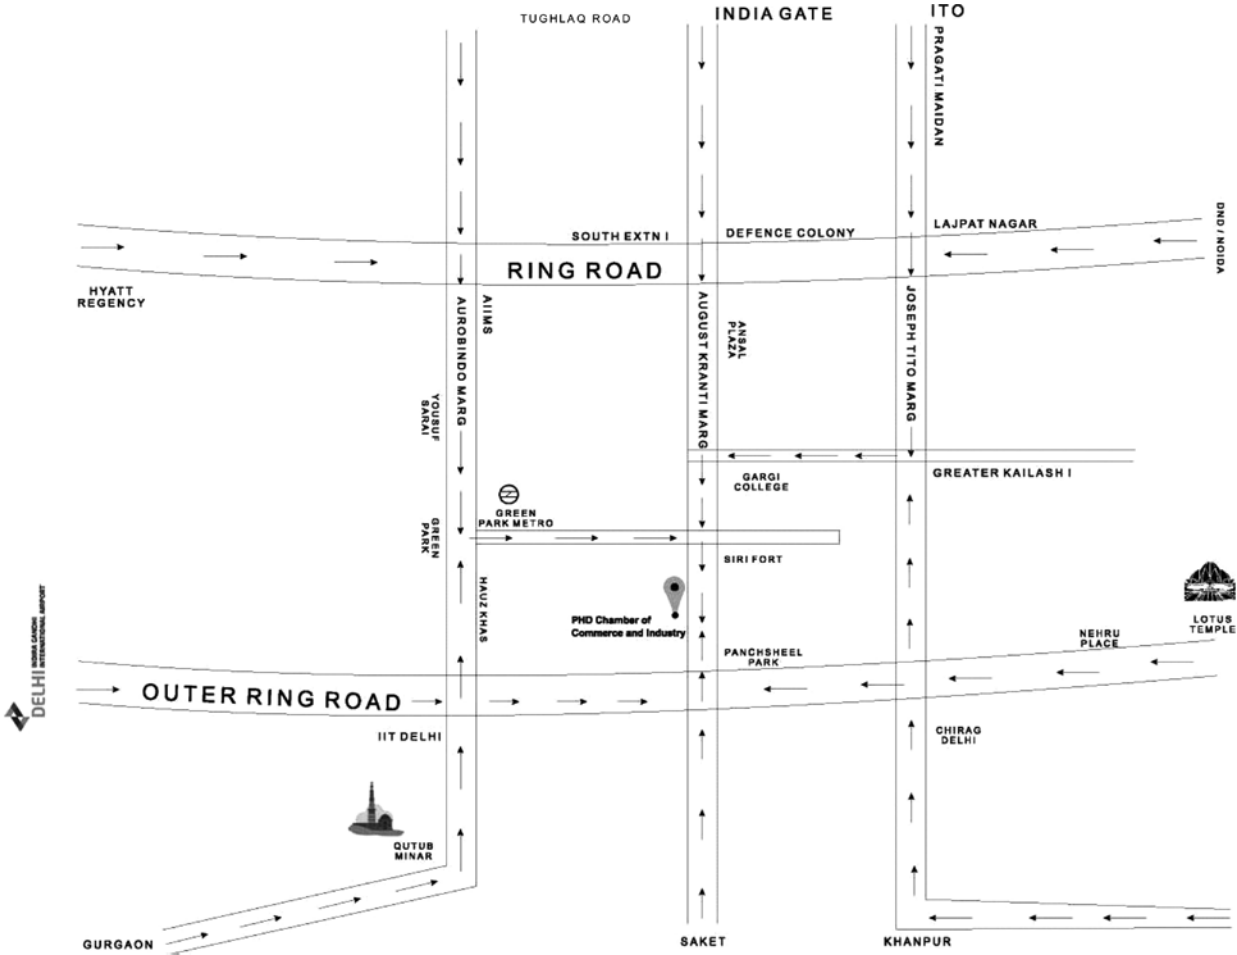 TUGHLAQ ROAD
INDIA GATE
ITO
PRAGATI MAIDAN
SOUTH EXTN I
DEFENCE COLONY
LAJPAT NAGAR
DND / NOIDA
RING ROAD
HYATT
REGENCY
AUROBINDO MARG
AIIMS
AUGUST KRANTI MARG
ANSAL
PLAZA
JOSEPH TITO MARG
YOUSUF
SARAI
GARGI
COLLEGE
GREATER KAILASH I
GREEN
PARK METRO
GREEN
PARK
SIRI FORT
HAUZ KHAS
PHD Chamber of
Commerce and Industry
LOTUS
TEMPLE
NEHRU
PLACE
PANCHSHEEL
PARK
DELHI INDIRA GANDHI
INTERNATIONAL AIRPORT
OUTER RING ROAD
IIT DELHI
CHIRAG
DELHI
QUTUB
MINAR
GURGAON
SAKET
KHANPUR